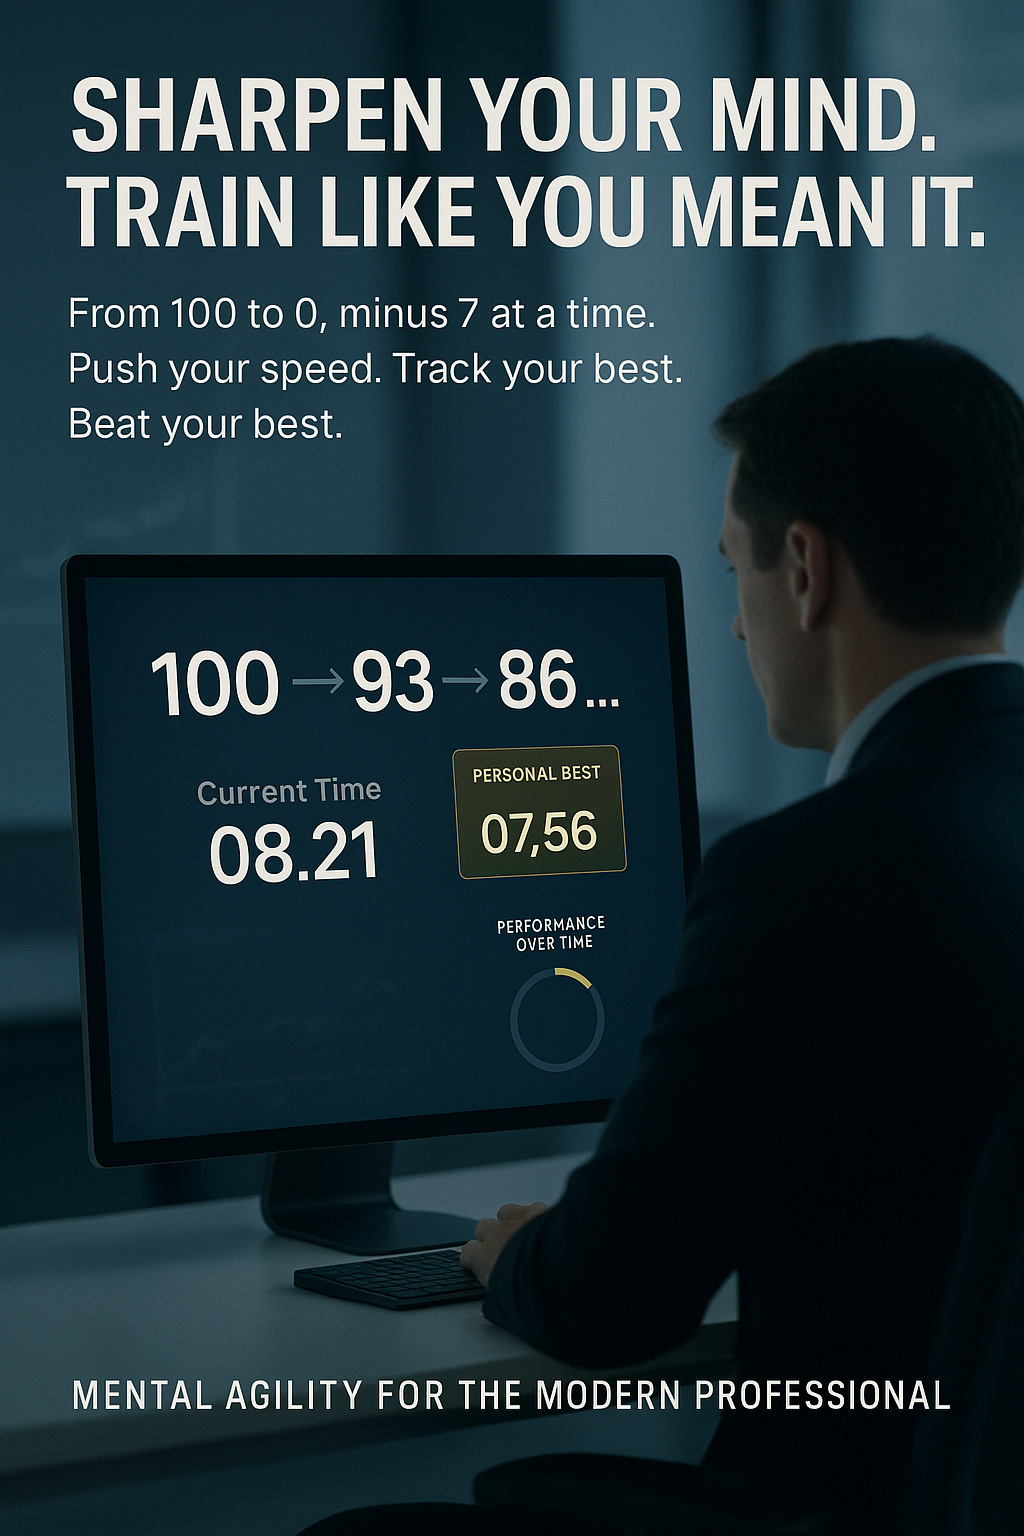 SHARPEN YOUR MIND.
TRAIN LIKE YOU MEAN IT.
From 100 to 0, minus 7 at a time.
Push your speed. Track your best.
Beat your best.
100 → 93 → 86...
Current Time
08.21
PERSONAL BEST
07,56
PERFORMANCE
OVER TIME
MENTAL AGILITY FOR THE MODERN PROFESSIONAL